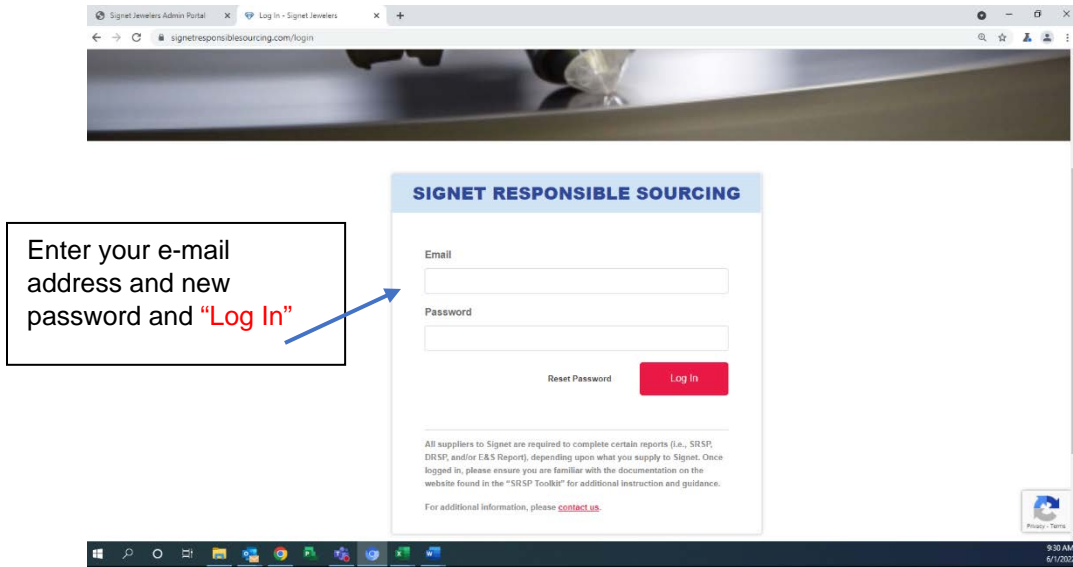 Signet Jewelers Admin Portal
Log In - Signet Jewelers
signetresponsiblesourcing.com/login
SIGNET RESPONSIBLE SOURCING
Enter your e-mail
address and new
password and “Log In”
Email
Password
Reset Password
Log In
All suppliers to Signet are required to complete certain reports (i.e., SRSP,
DRSP, and/or E&S Report), depending upon what you supply to Signet. Once
logged in, please ensure you are familiar with the documentation on the
website found in the “SRSP Toolkit” for additional instruction and guidance.
For additional information, please contact us.
Privacy - Terms
9:30 AM